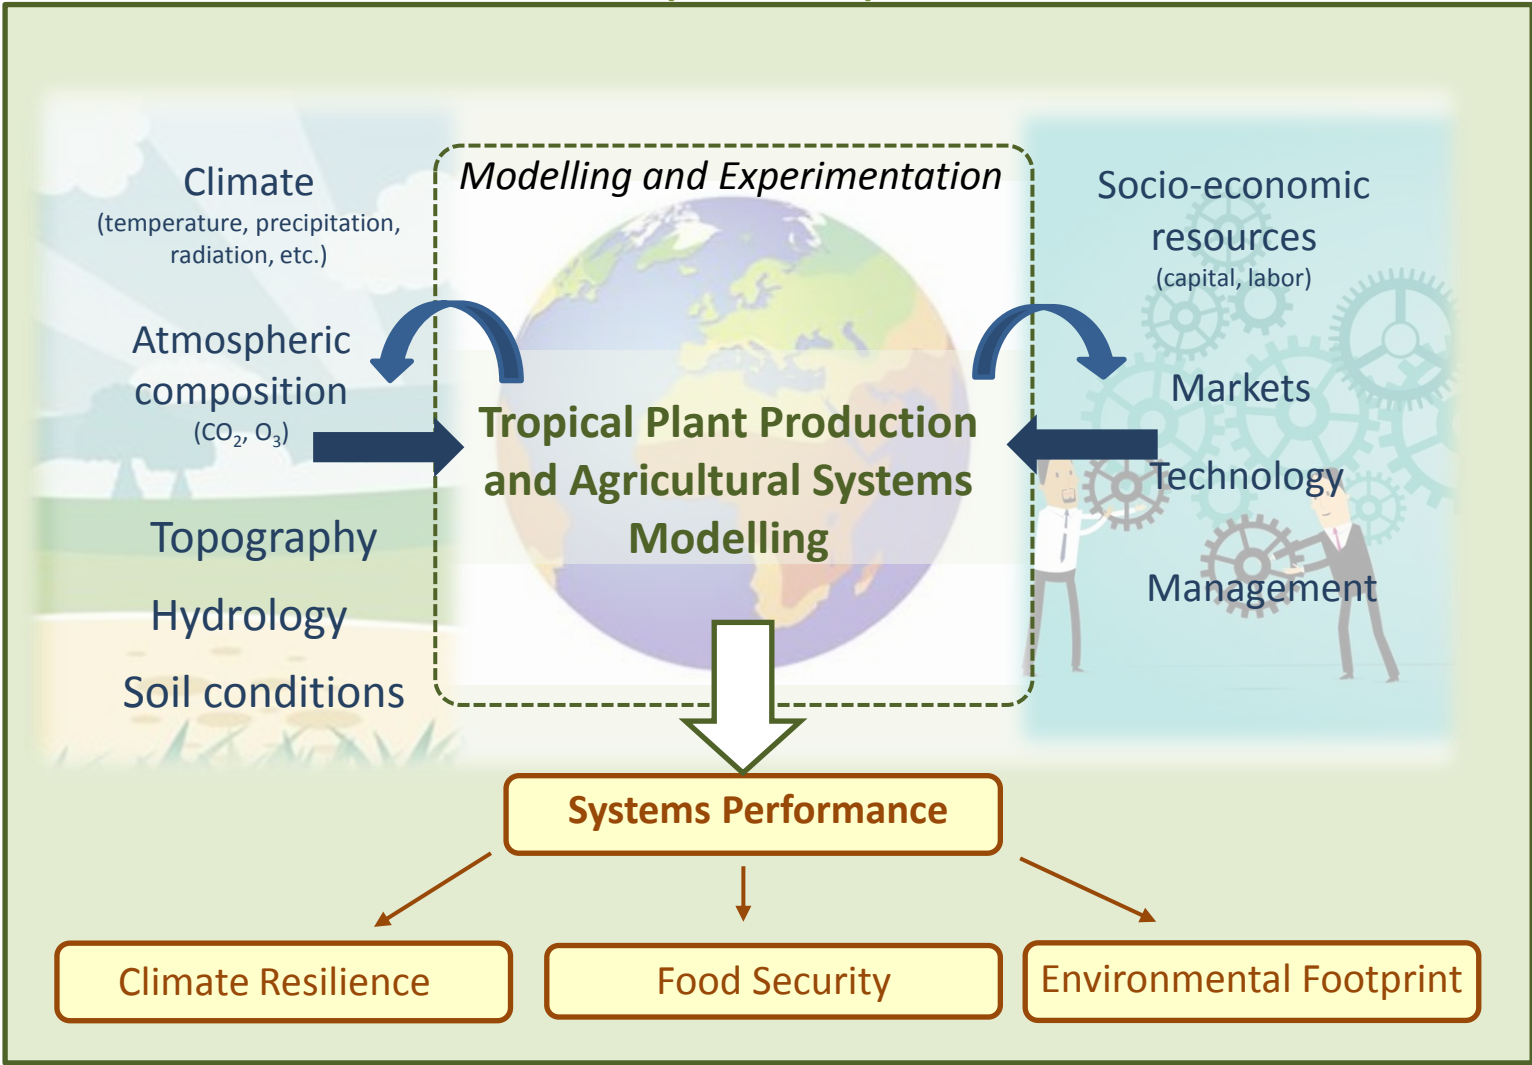 Modelling and Experimentation
Climate
(temperature, precipitation,
radiation, etc.)
Atmospheric
composition
(CO₂, O₃)
Topography
Hydrology
Soil conditions
Tropical Plant Production
and Agricultural Systems
Modelling
Socio-economic
resources
(capital, labor)
Markets
Technology
Management
Systems Performance
Climate Resilience
Food Security
Environmental Footprint